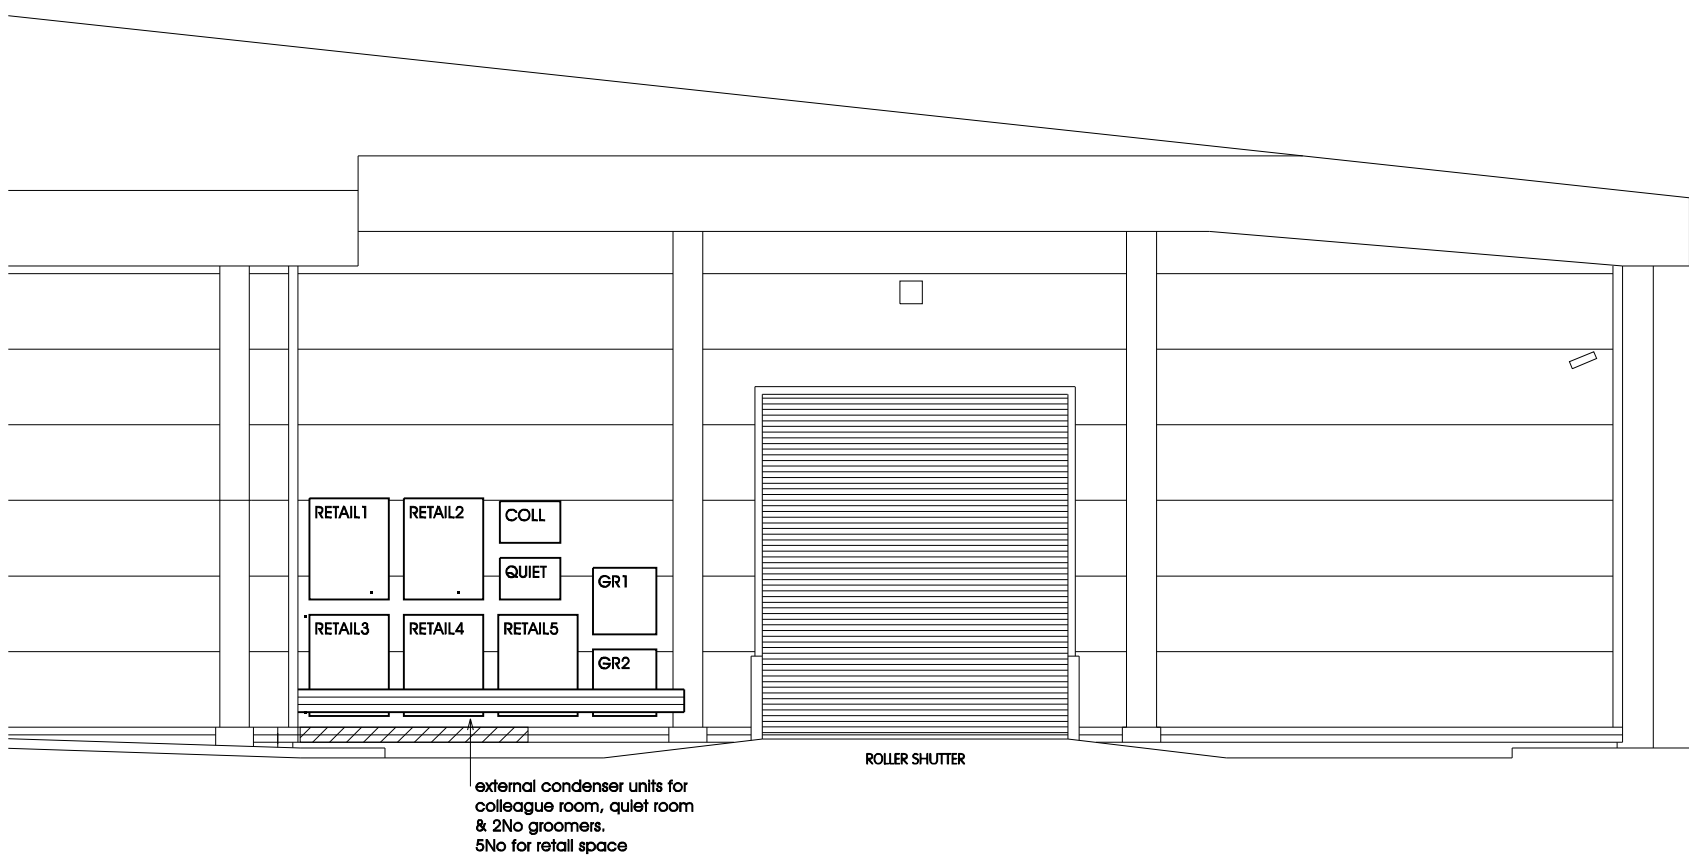 RETAIL1
RETAIL2
COLL
QUIET
GR1
RETAIL3
RETAIL4
RETAIL5
GR2
ROLLER SHUTTER
external condenser units for
colleague room, quiet room
& 2No groomers.
5No for retail space